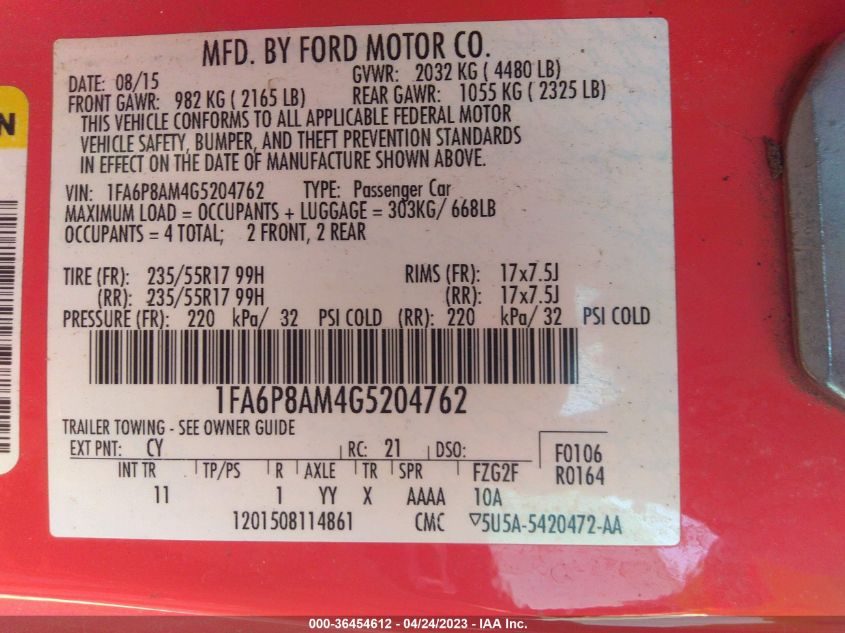 MFD. BY FORD MOTOR CO.
DATE: 08/15 GVWR: 2032 KG ( 4480 LB)
FRONT GAWR: 982 KG ( 2165 LB) REAR GAWR: 1055 KG ( 2325 LB)
THIS VEHICLE CONFORMS TO ALL APPLICABLE FEDERAL MOTOR
VEHICLE SAFETY, BUMPER, AND THEFT PREVENTION STANDARDS
IN EFFECT ON THE DATE OF MANUFACTURE SHOWN ABOVE.
VIN: 1FA6P8AM4G5204762 TYPE: Passenger Car
MAXIMUM LOAD = OCCUPANTS + LUGGAGE = 303KG/ 668LB
OCCUPANTS = 4 TOTAL; 2 FRONT, 2 REAR
TIRE (FR): 235/55R17 99H RIMS (FR): 17x7.5J
(RR): 235/55R17 99H (RR): 17x7.5J
PRESSURE (FR): 220 kPa/ 32 PSI COLD (RR): 220 kPa/ 32 PSI COLD
1FA6P8AM4G5204762
TRAILER TOWING - SEE OWNER GUIDE
EXT PNT: CY RC: 21 DSO: F0106
INT TR TP/PS R AXLE TR SPR FZG2F R0164
11 1 YY X AAAA 10A
1201508114861 CMC ▽5U5A-5420472-AA
N
000-36454612 - 04/24/2023 - IAA, Inc.